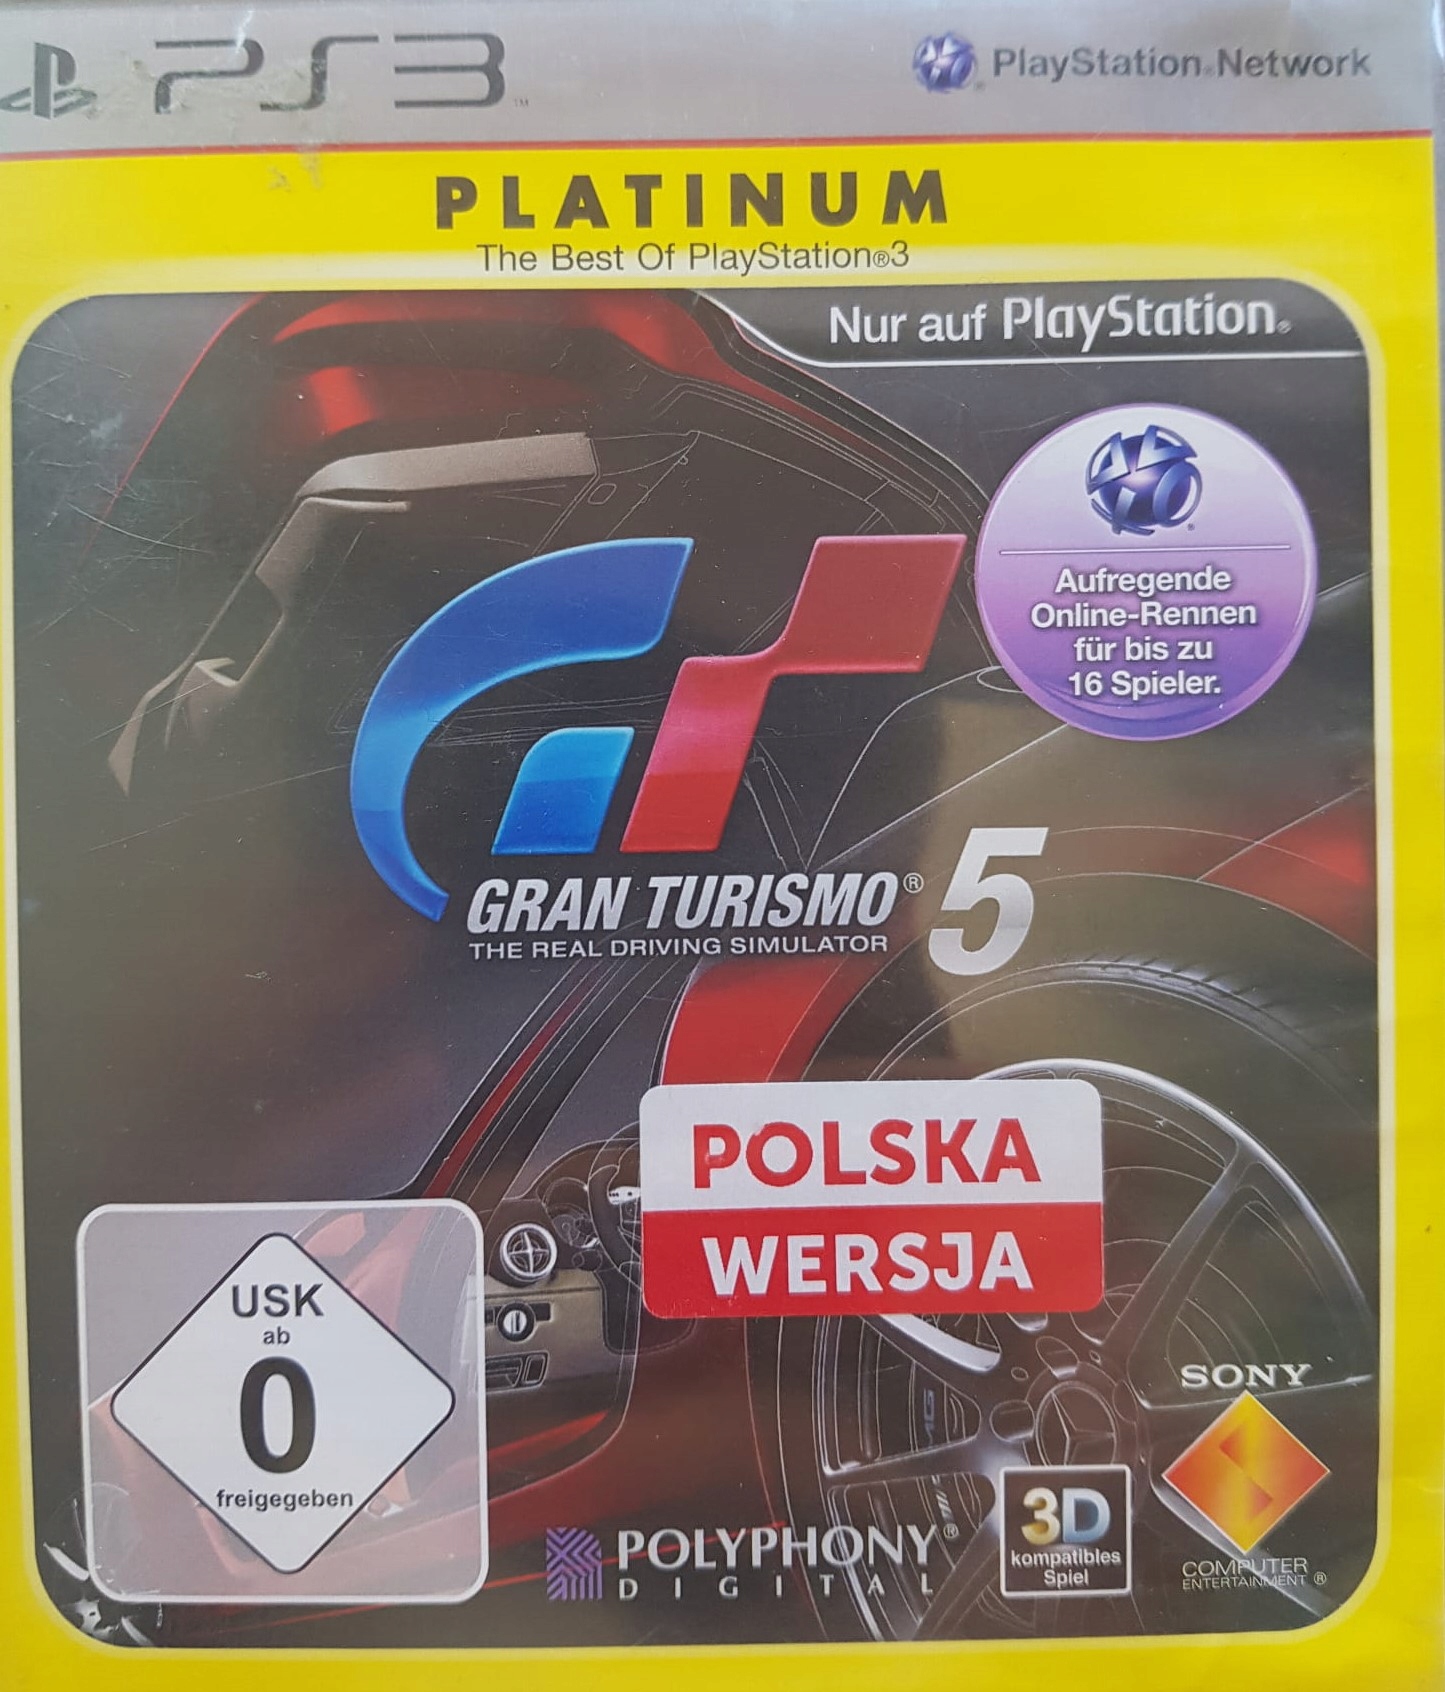 PS3™
PlayStation®Network
PLATINUM
The Best Of PlayStation®3
Nur auf PlayStation®
Aufregende
Online-Rennen
für bis zu
16 Spieler.
GRAN TURISMO® 5
THE REAL DRIVING SIMULATOR
POLSKA
WERSJA
USK
ab
0
freigegeben
AMG
POLYPHONY®
DIGITAL
3D
kompatibles
Spiel
SONY
COMPUTER
ENTERTAINMENT®